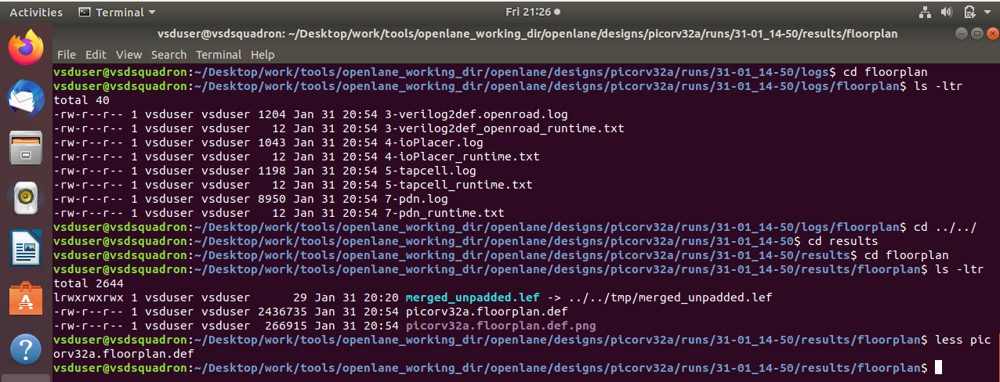 Activities Terminal Fri 21:26
vsduser@vsdsquadron: ~/Desktop/work/tools/openlane_working_dir/openlane/designs/picorv32a/runs/31-01_14-50/results/floorplan
File Edit View Search Terminal Help
vsduser@vsdsquadron:~/Desktop/work/tools/openlane_working_dir/openlane/designs/picorv32a/runs/31-01_14-50/logs$ cd floorplan
vsduser@vsdsquadron:~/Desktop/work/tools/openlane_working_dir/openlane/designs/picorv32a/runs/31-01_14-50/logs/floorplan$ ls -ltr
total 40
-rw-r--r-- 1 vsduser vsduser 1204 Jan 31 20:54 3-verilog2def.openroad.log
-rw-r--r-- 1 vsduser vsduser   12 Jan 31 20:54 3-verilog2def_openroad_runtime.txt
-rw-r--r-- 1 vsduser vsduser 1043 Jan 31 20:54 4-ioPlacer.log
-rw-r--r-- 1 vsduser vsduser   12 Jan 31 20:54 4-ioPlacer_runtime.txt
-rw-r--r-- 1 vsduser vsduser 1198 Jan 31 20:54 5-tapcell.log
-rw-r--r-- 1 vsduser vsduser   12 Jan 31 20:54 5-tapcell_runtime.txt
-rw-r--r-- 1 vsduser vsduser 8950 Jan 31 20:54 7-pdn.log
-rw-r--r-- 1 vsduser vsduser   12 Jan 31 20:54 7-pdn_runtime.txt
vsduser@vsdsquadron:~/Desktop/work/tools/openlane_working_dir/openlane/designs/picorv32a/runs/31-01_14-50/logs/floorplan$ cd ../../
vsduser@vsdsquadron:~/Desktop/work/tools/openlane_working_dir/openlane/designs/picorv32a/runs/31-01_14-50$ cd results
vsduser@vsdsquadron:~/Desktop/work/tools/openlane_working_dir/openlane/designs/picorv32a/runs/31-01_14-50/results$ cd floorplan
vsduser@vsdsquadron:~/Desktop/work/tools/openlane_working_dir/openlane/designs/picorv32a/runs/31-01_14-50/results/floorplan$ ls -ltr
total 2644
lrwxrwxrwx 1 vsduser vsduser      29 Jan 31 20:20 merged_unpadded.lef -> ../../tmp/merged_unpadded.lef
-rw-r--r-- 1 vsduser vsduser 2436735 Jan 31 20:54 picorv32a.floorplan.def
-rw-r--r-- 1 vsduser vsduser  266915 Jan 31 20:54 picorv32a.floorplan.def.png
vsduser@vsdsquadron:~/Desktop/work/tools/openlane_working_dir/openlane/designs/picorv32a/runs/31-01_14-50/results/floorplan$ less pic
orv32a.floorplan.def
vsduser@vsdsquadron:~/Desktop/work/tools/openlane_working_dir/openlane/designs/picorv32a/runs/31-01_14-50/results/floorplan$